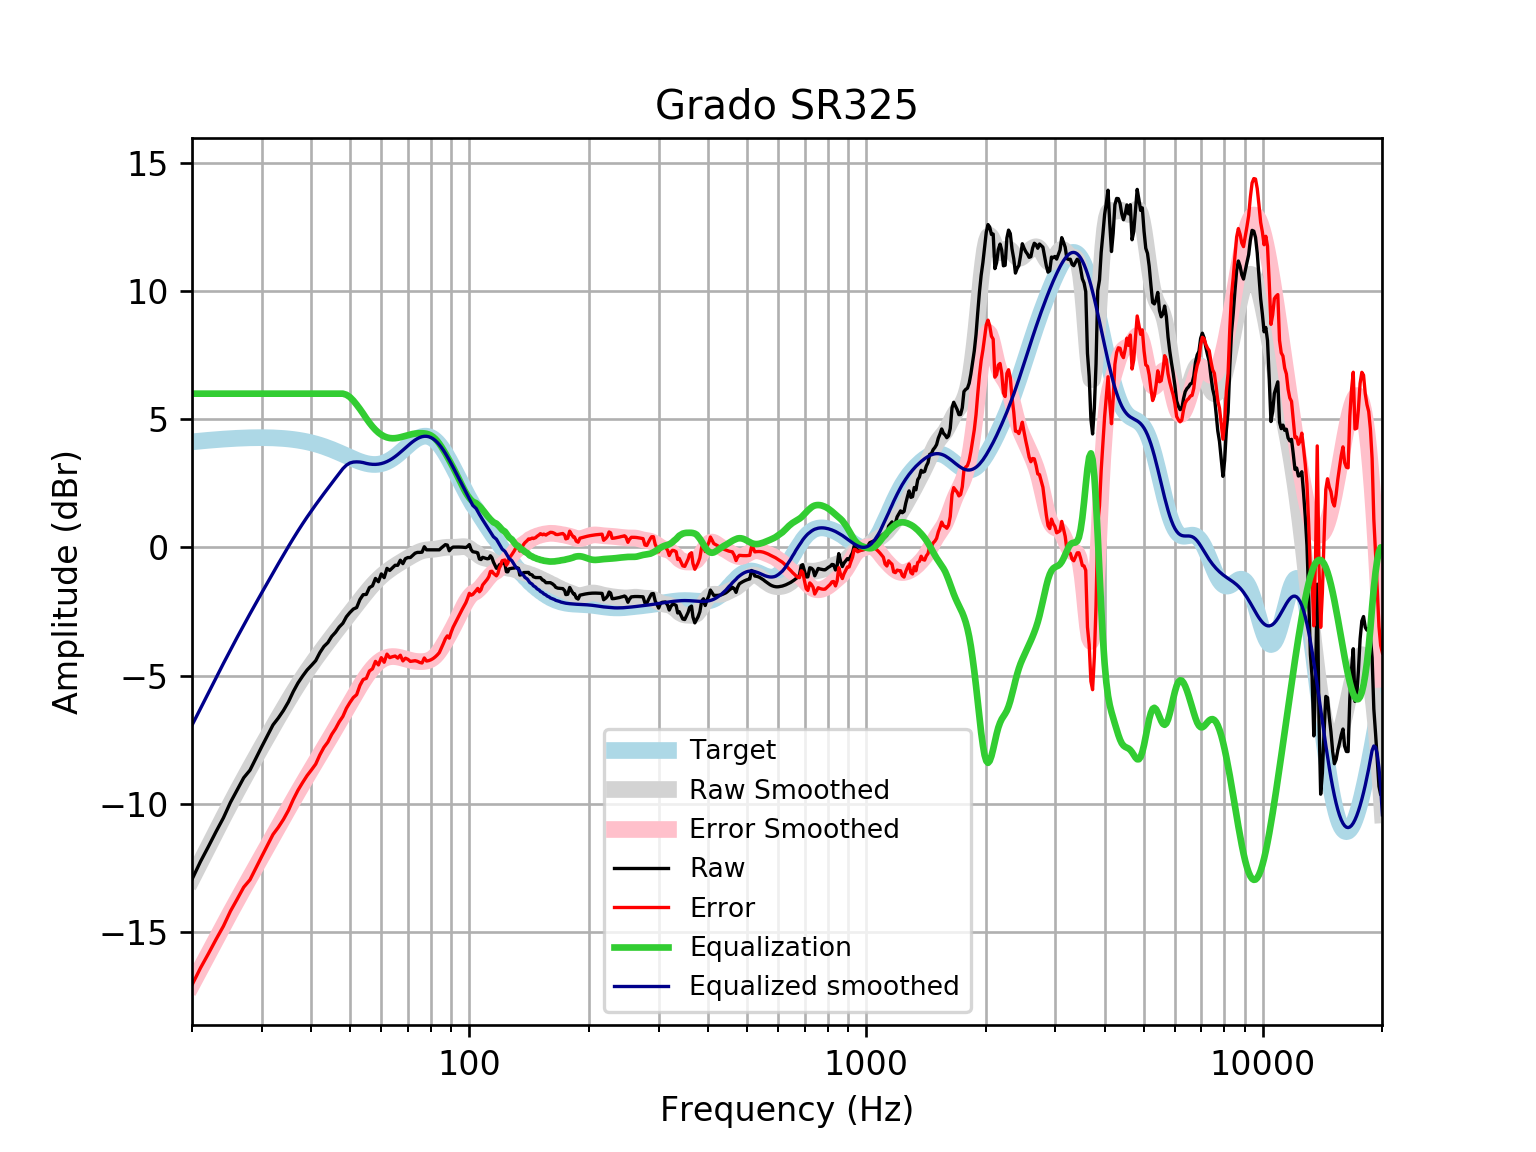 Grado SR325
15
10
5
0
−5
−10
−15
Amplitude (dBr)
Target
Raw Smoothed
Error Smoothed
Raw
Error
Equalization
Equalized smoothed
100
1000
10000
Frequency (Hz)